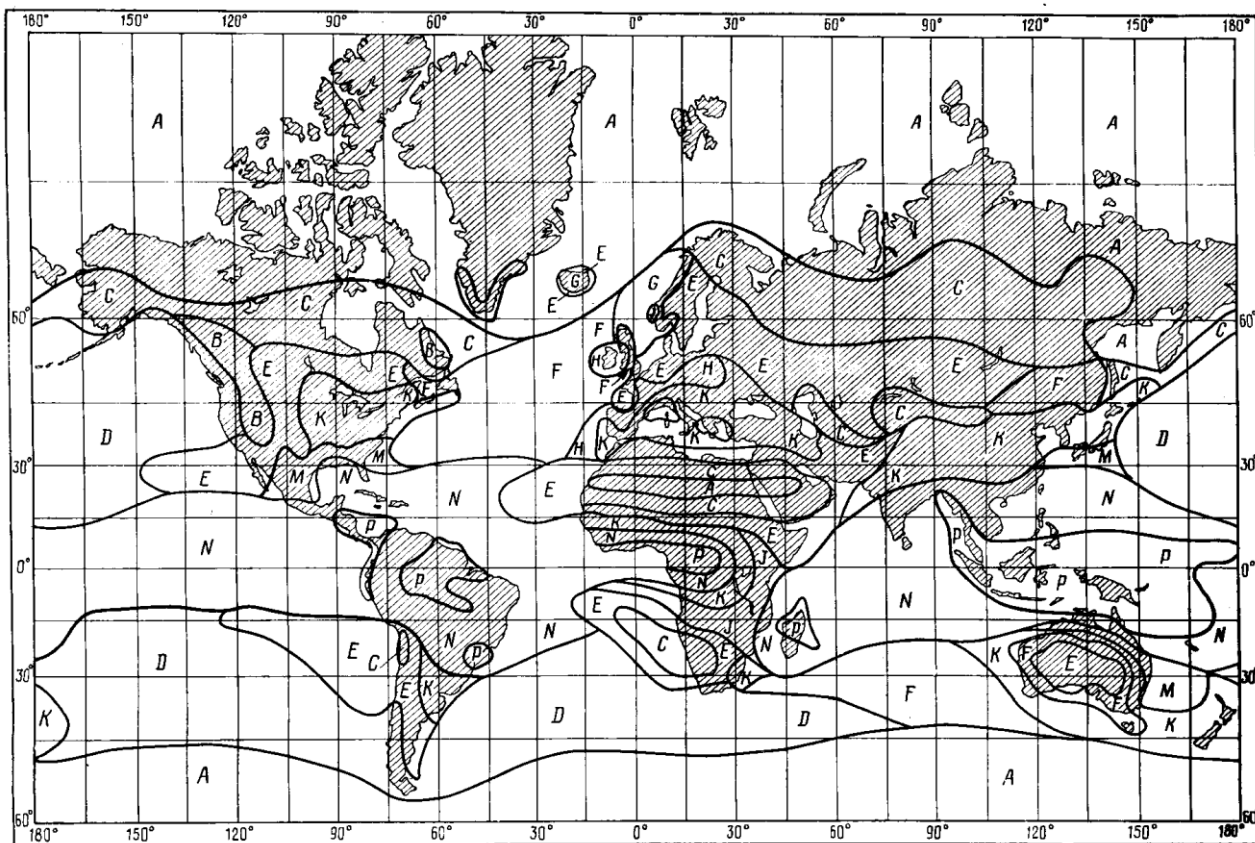 180° 150° 120° 90° 60° 30° 0° 30° 60° 90° 120° 150° 180°
A A A A
E
C G C A
E G E C
60° C F 60°
B B C A C
E H E H E F C K
F E F E K C
K K K C K
B E
D H K K K D
M M E M
30° N K 30°
E E C N
A
C
P N K E P
N N P J P
0° P N 0°
K N
E J N
N N P N
D E C P C E K F E
30° E K K F M 30°
K D D F K
A A
60° 60°
180° 150° 120° 90° 60° 30° 0° 30° 60° 90° 120° 150° 180°